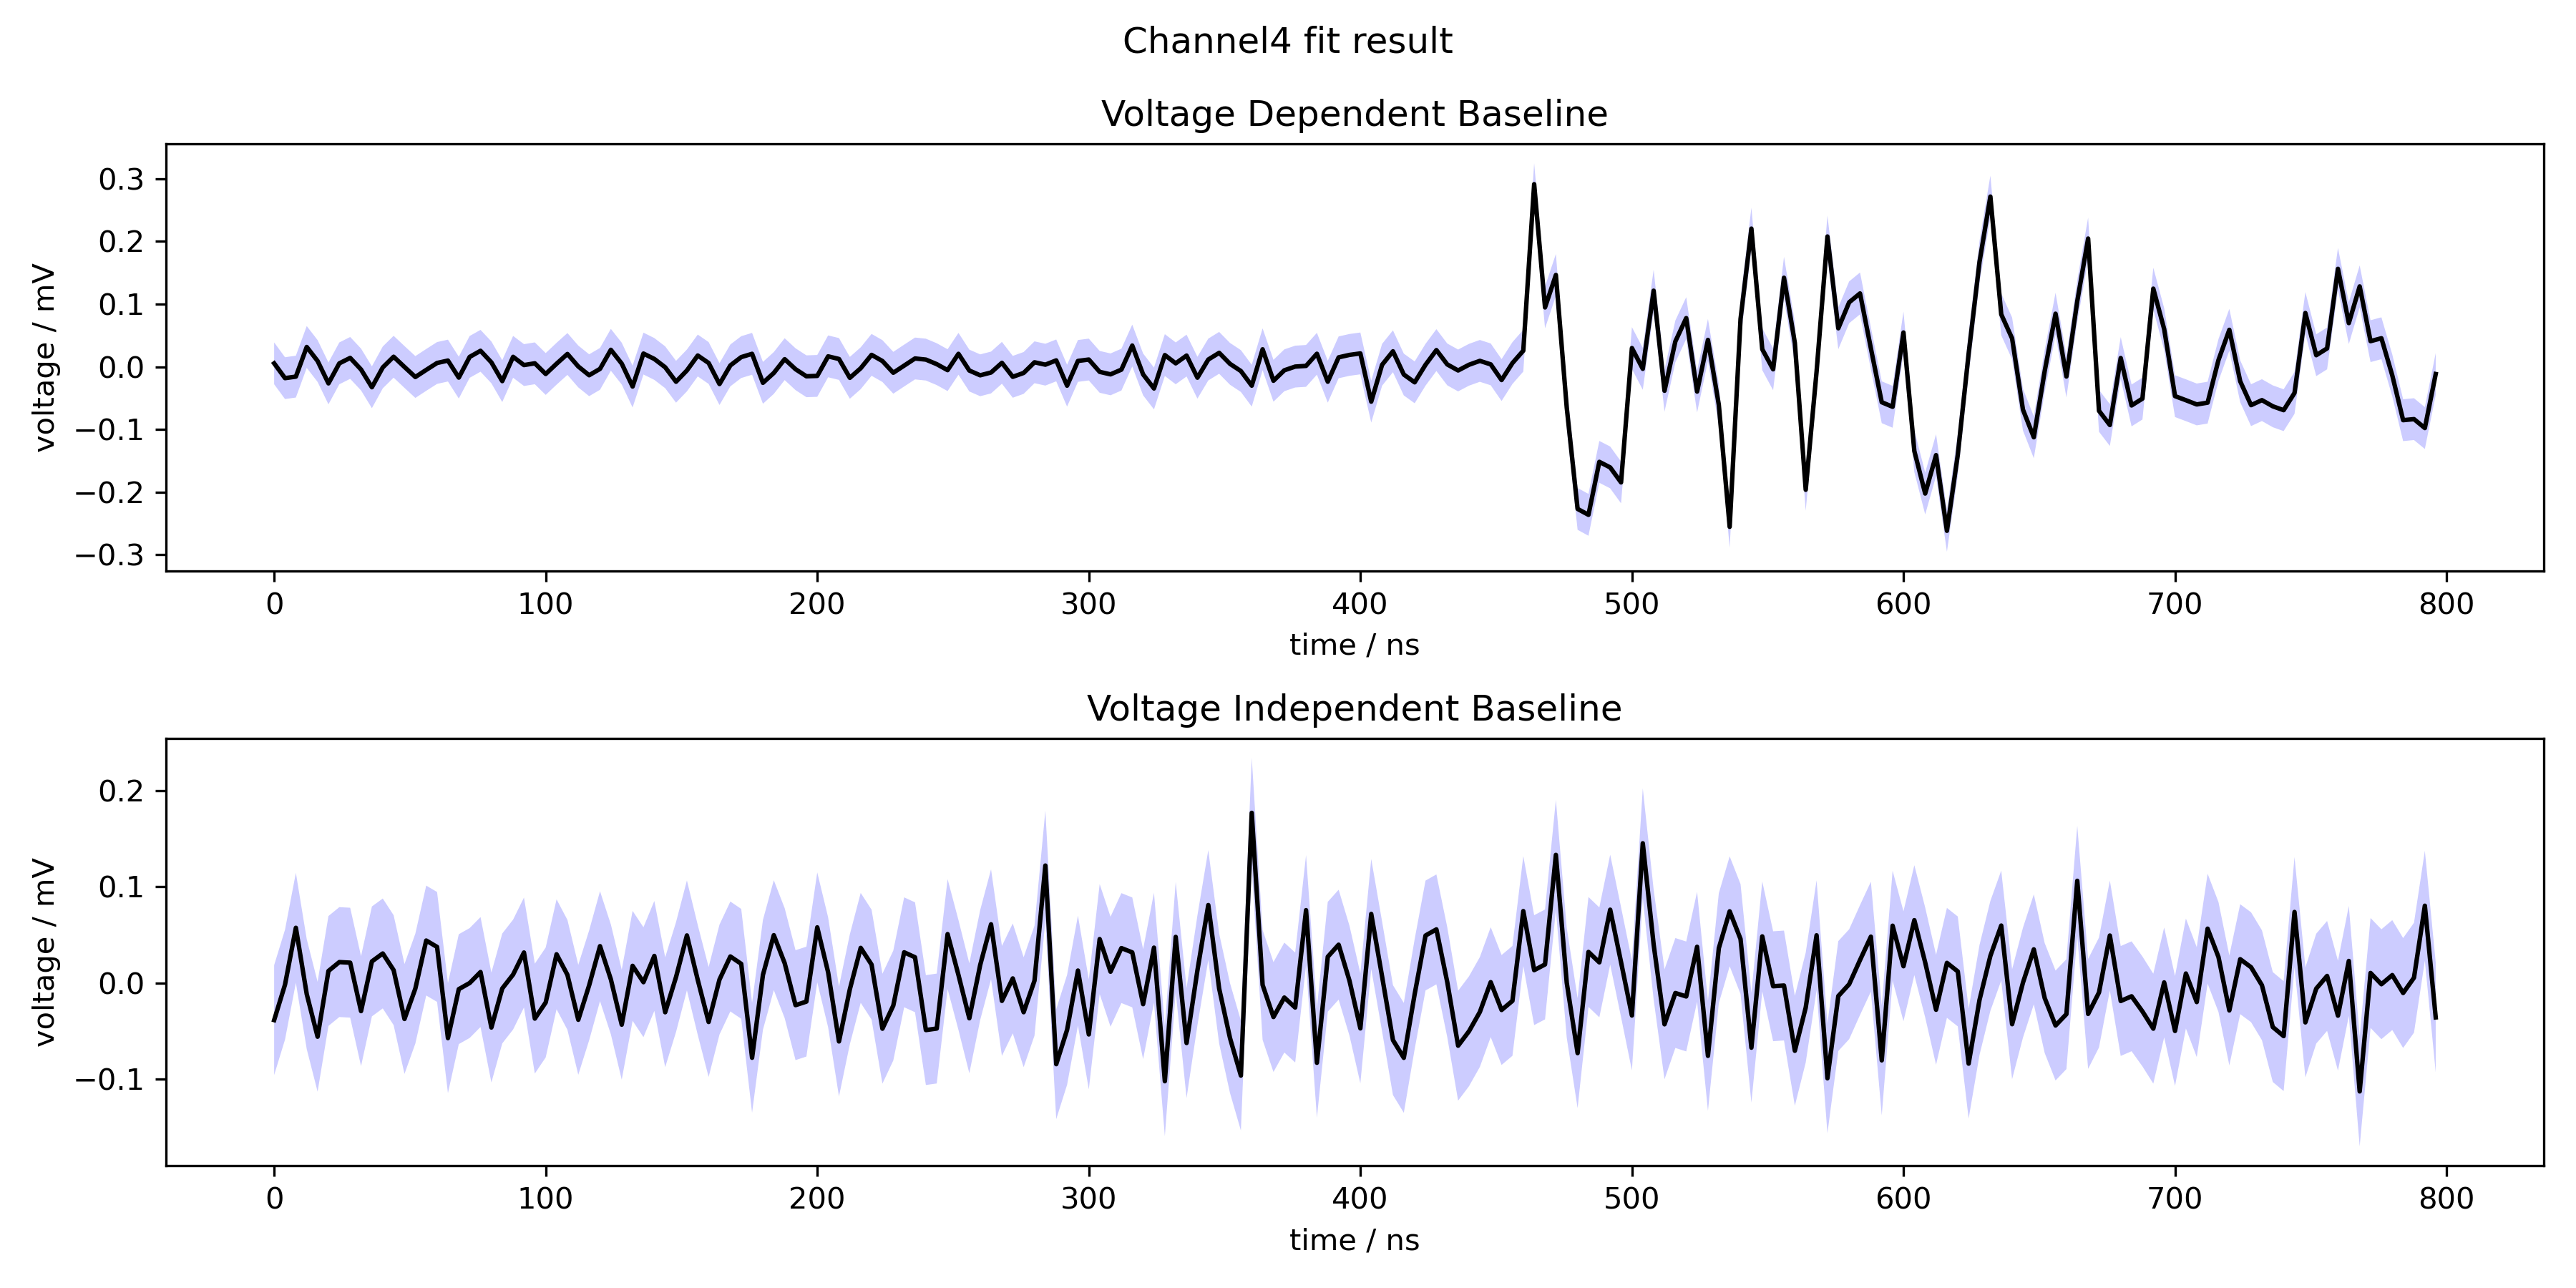 Channel4 fit result
Voltage Dependent Baseline
voltage / mV
0.3
0.2
0.1
0.0
−0.1
−0.2
−0.3
0 100 200 300 400 500 600 700 800
time / ns
Voltage Independent Baseline
voltage / mV
0.2
0.1
0.0
−0.1
0 100 200 300 400 500 600 700 800
time / ns